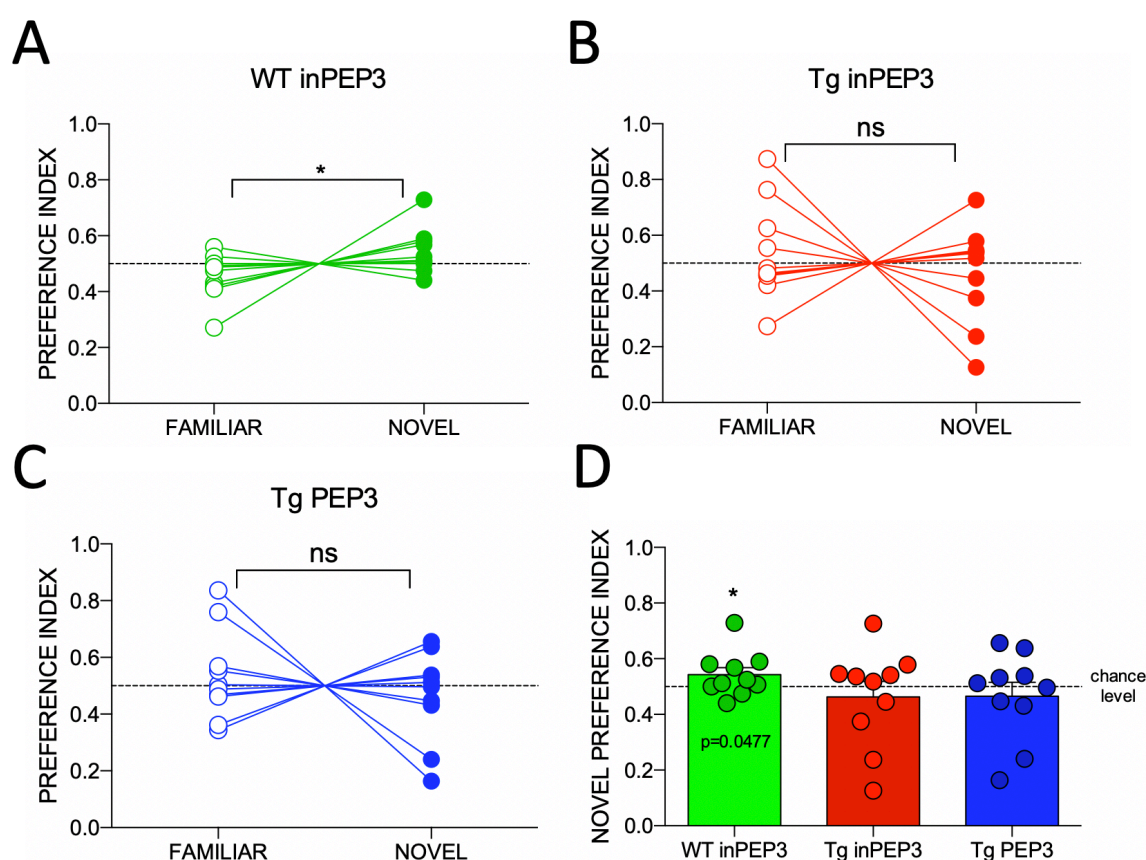 A
WT inPEP3
PREFERENCE INDEX
1.0
0.8
0.6
0.4
0.2
0.0
*
FAMILIAR NOVEL
B
Tg inPEP3
PREFERENCE INDEX
1.0
0.8
0.6
0.4
0.2
0.0
ns
FAMILIAR NOVEL
C
Tg PEP3
PREFERENCE INDEX
1.0
0.8
0.6
0.4
0.2
0.0
ns
FAMILIAR NOVEL
D
NOVEL PREFERENCE INDEX
1.0
0.8
0.6
0.4
0.2
0.0
*
p=0.0477
chance
level
WT inPEP3 Tg inPEP3 Tg PEP3